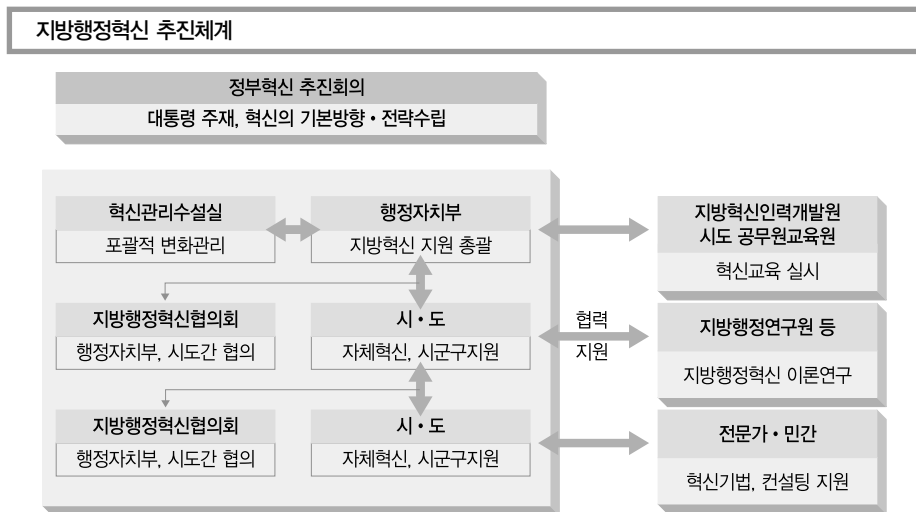 지방행정혁신 추진체계
정부혁신 추진회의
대통령 주재, 혁신의 기본방향·전략수립
혁신관리수설실
포괄적 변화관리
행정자치부
지방혁신 지원 총괄
지방혁신인력개발원
시도 공무원교육원
혁신교육 실시
지방행정혁신협의회
행정자치부, 시도간 협의
시·도
자체혁신, 시군구지원
협력
지원
지방행정연구원 등
지방행정혁신 이론연구
지방행정혁신협의회
행정자치부, 시도간 협의
시·도
자체혁신, 시군구지원
전문가·민간
혁신기법, 컨설팅 지원